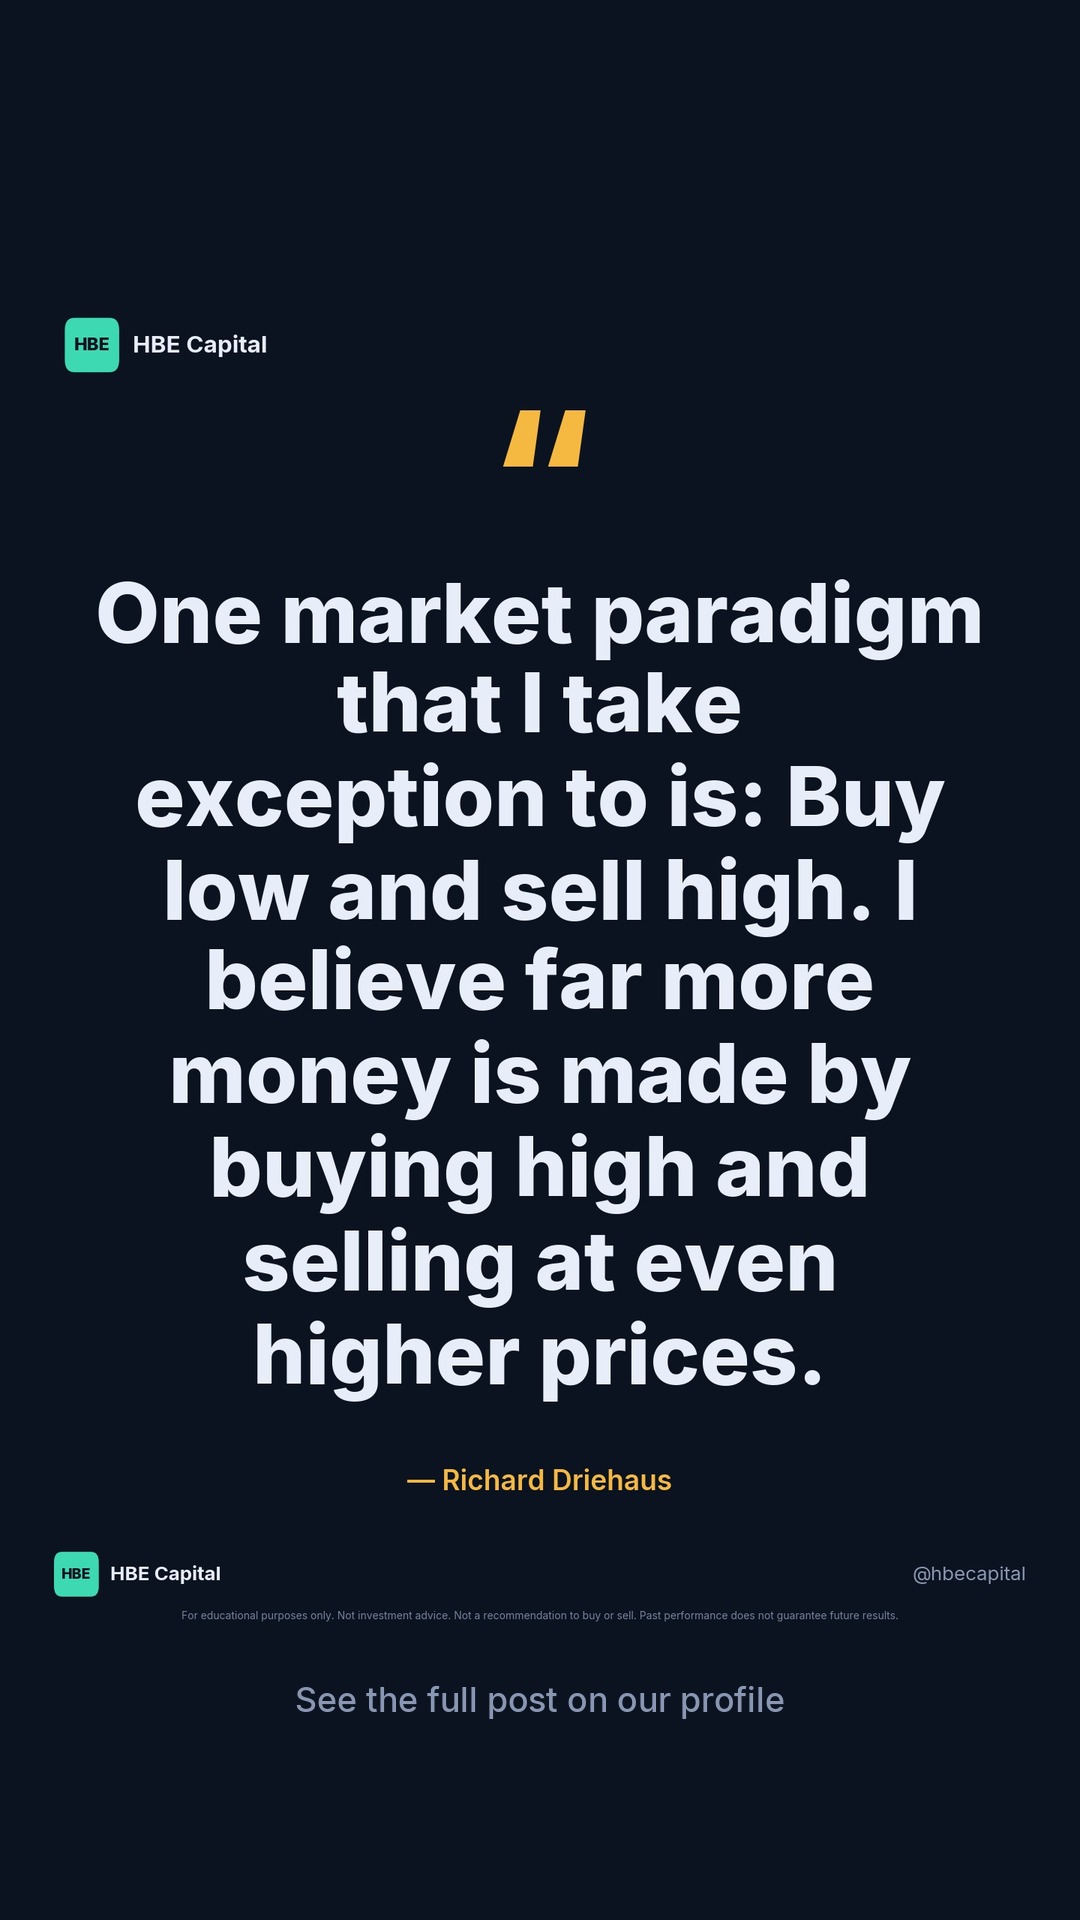 HBE
HBE Capital
“
One market paradigm
that I take
exception to is: Buy
low and sell high. I
believe far more
money is made by
buying high and
selling at even
higher prices.
— Richard Driehaus
HBE
HBE Capital
@hbecapital
For educational purposes only. Not investment advice. Not a recommendation to buy or sell. Past performance does not guarantee future results.
See the full post on our profile